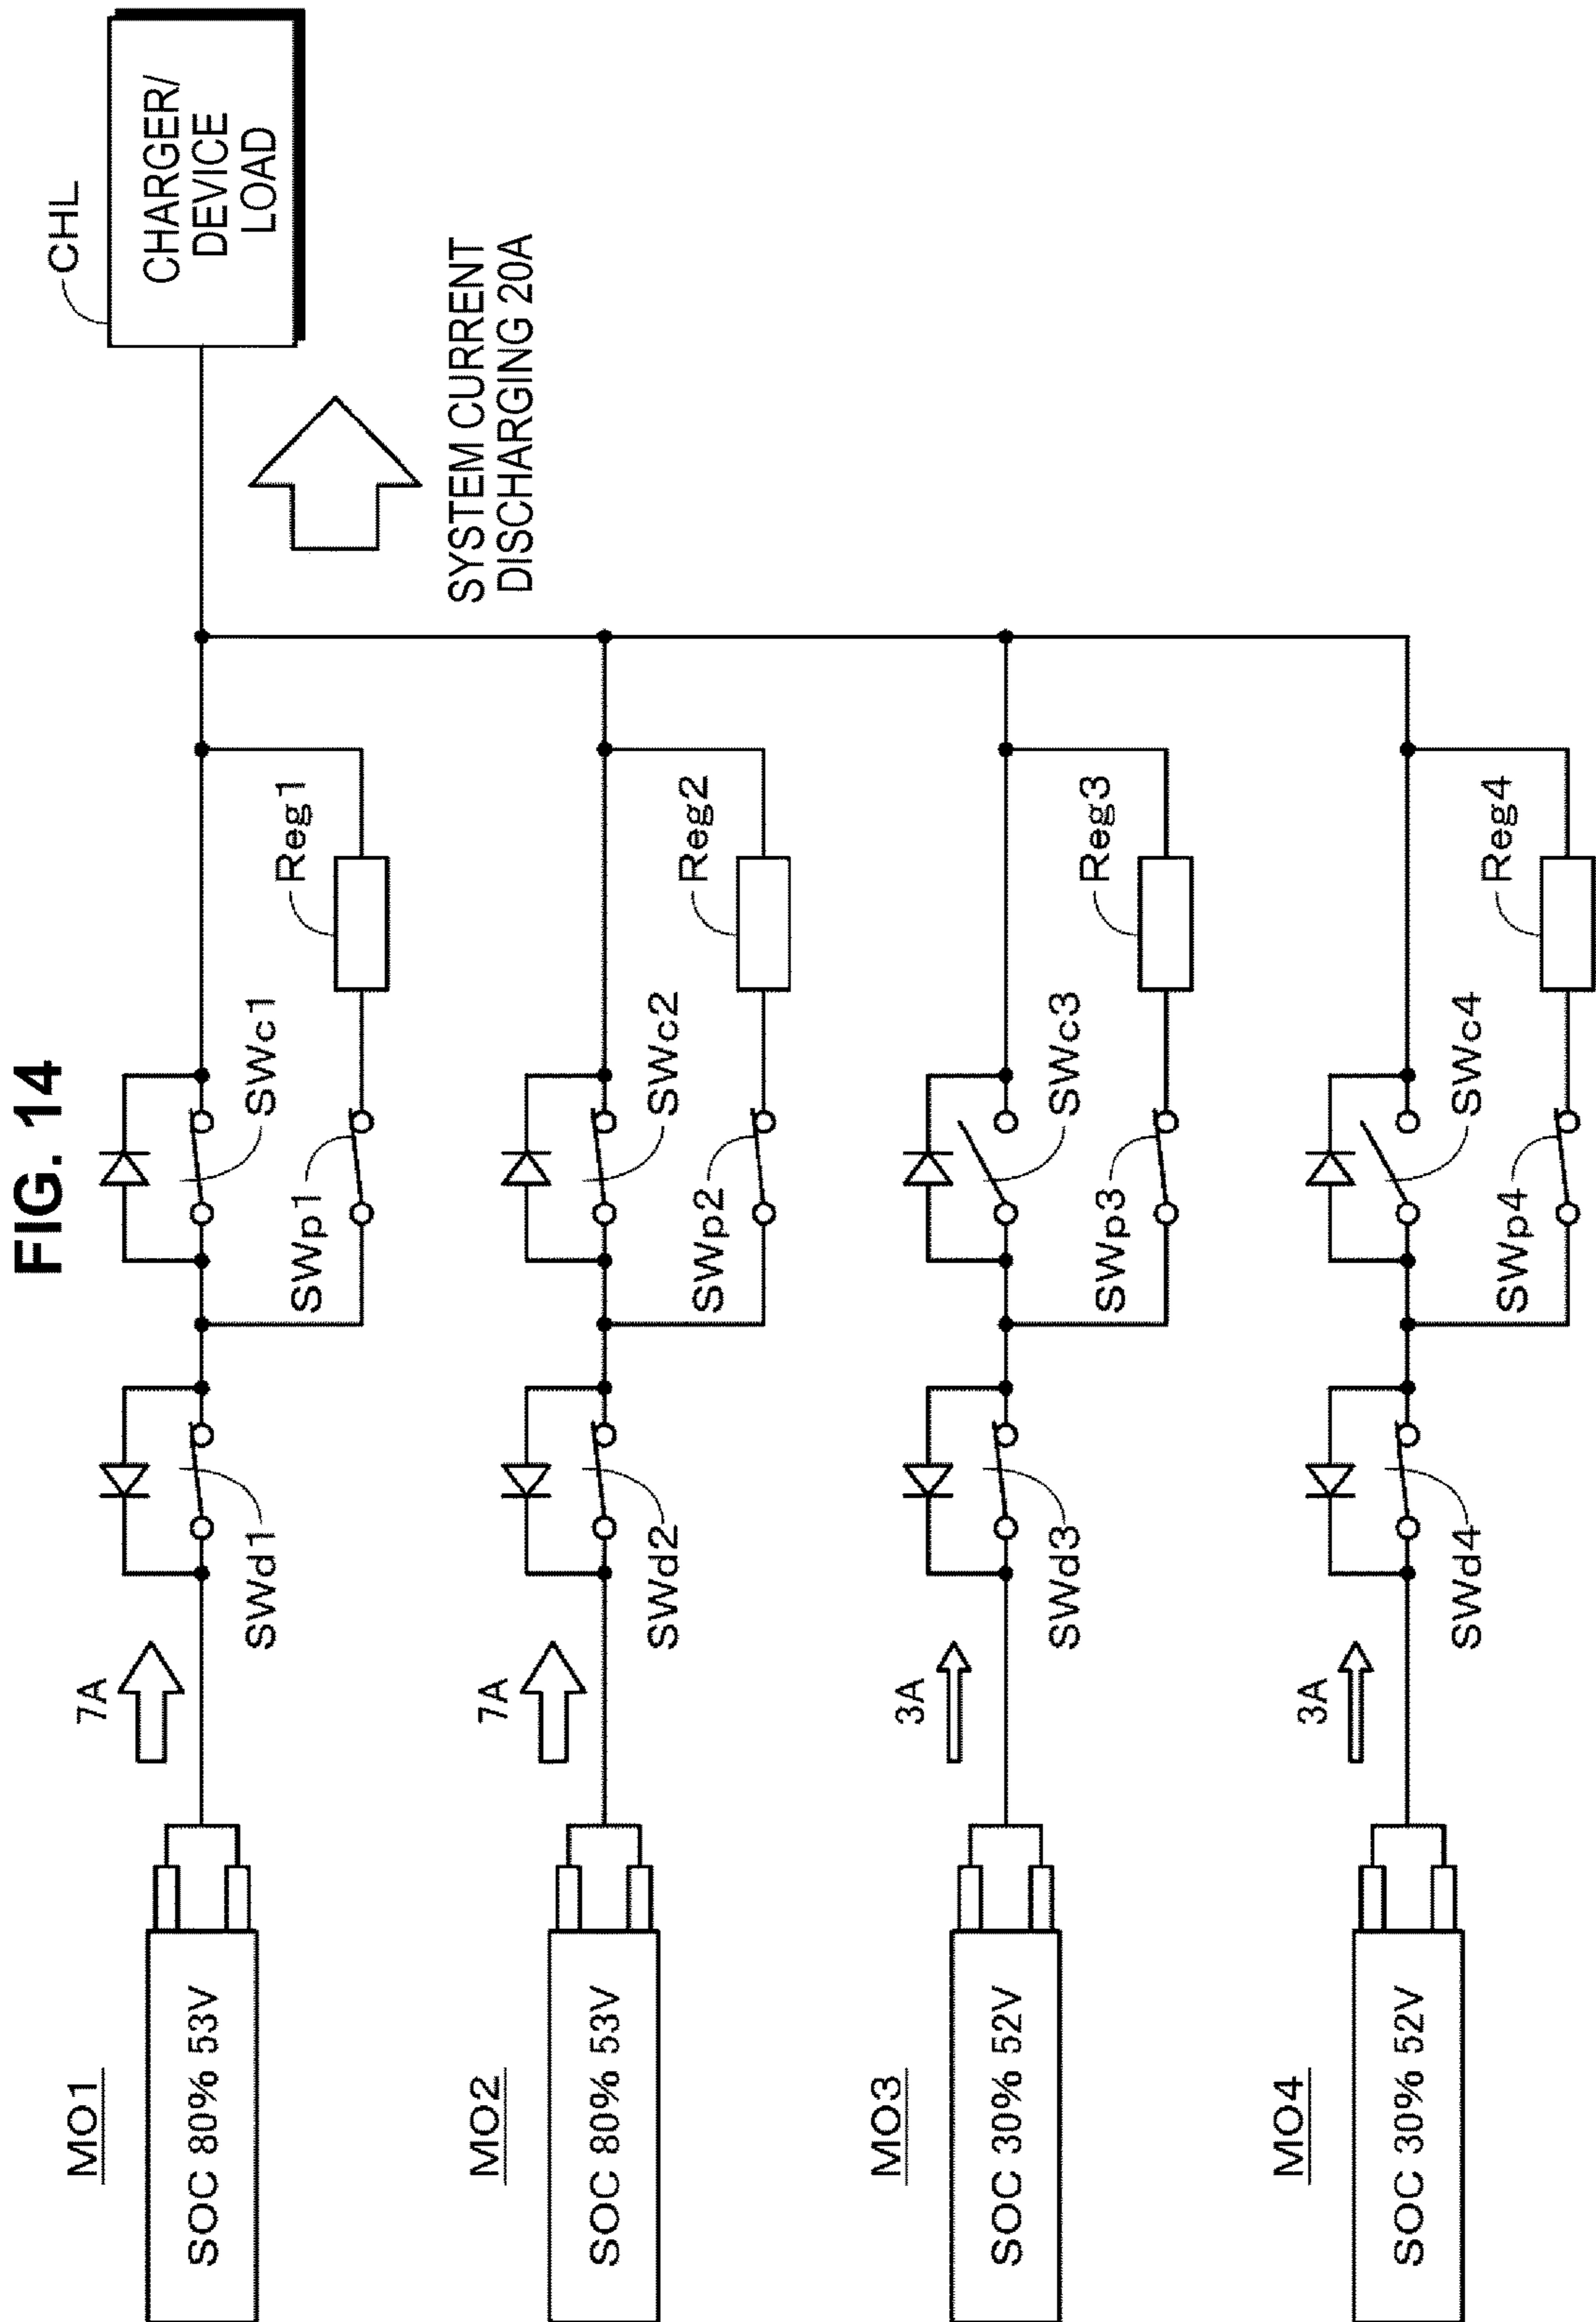 FIG. 14
MO1
SOC 80% 53V
7A
SWd1
SWp1
SWc1
Reg1
CHL
CHARGER/
DEVICE
LOAD
SYSTEM CURRENT
DISCHARGING 20A
MO2
SOC 80% 53V
7A
SWd2
SWp2
SWc2
Reg2
MO3
SOC 30% 52V
3A
SWd3
SWp3
SWc3
Reg3
MO4
SOC 30% 52V
3A
SWd4
SWp4
SWc4
Reg4